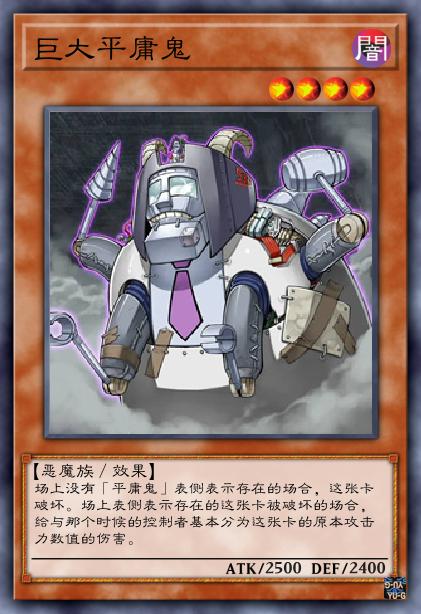 巨大平庸鬼
闇
【恶魔族／效果】
场上没有「平庸鬼」表侧表示存在的场合，这张卡
破坏。场上表侧表示存在的这张卡被破坏的场合，
给与那个时候的控制者基本分为这张卡的原本攻击
力数值的伤害。
ATK/2500 DEF/2400